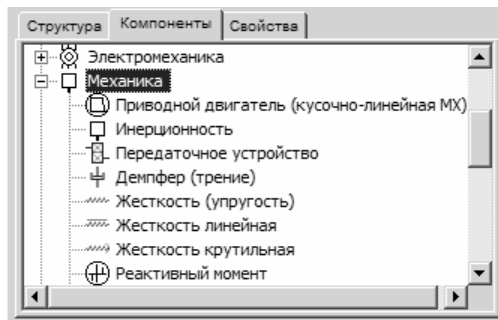 Структура Компоненты Свойства
Электромеханика
Механика
Приводной двигатель (кусочно-линейная МХ)
Инерционность
Передаточное устройство
Демпфер (трение)
Жесткость (упругость)
Жесткость линейная
Жесткость крутильная
Реактивный момент